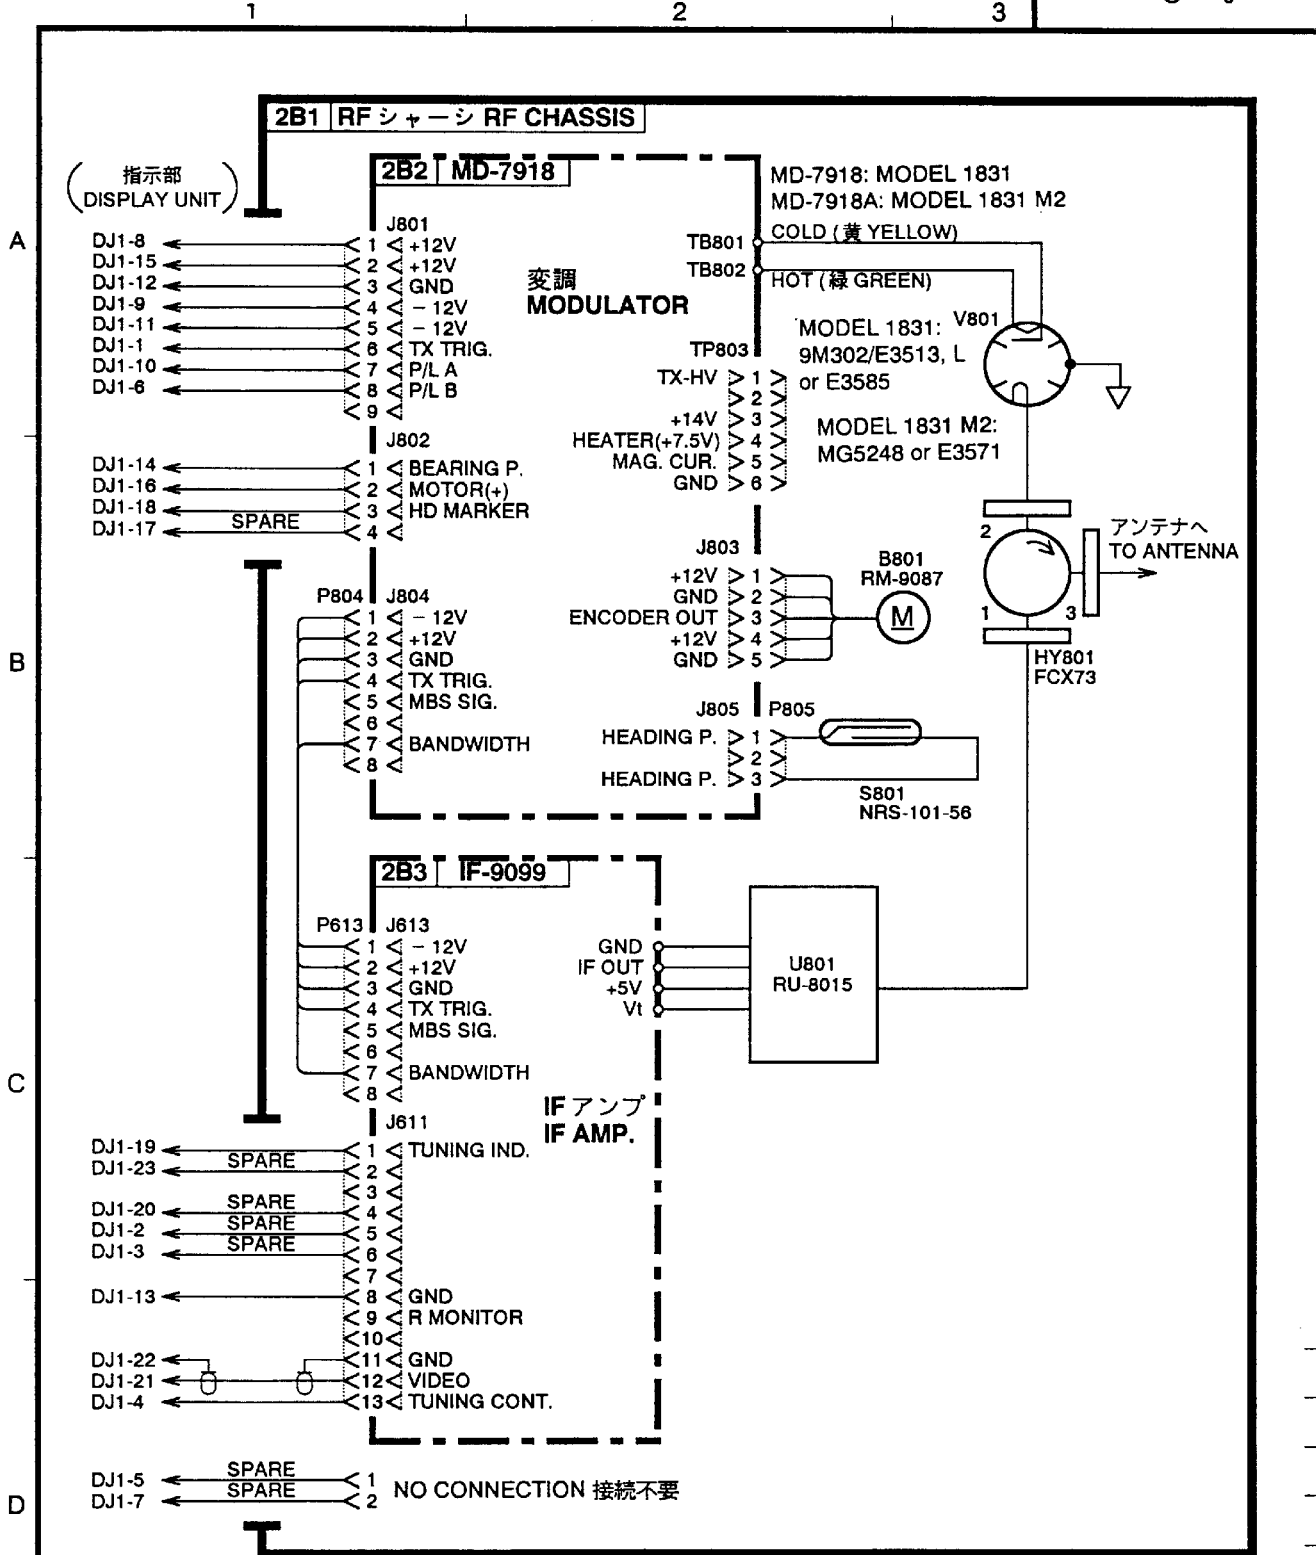 1 2 3
2B1 RF シャーシ RF CHASSIS
指示部
DISPLAY UNIT
2B2 MD-7918
MD-7918: MODEL 1831
MD-7918A: MODEL 1831 M2
A
J801
DJ1-8 1 +12V
DJ1-15 2 +12V
DJ1-12 3 GND
DJ1-9 4 - 12V
DJ1-11 5 - 12V
DJ1-1 6 TX TRIG.
DJ1-10 7 P/L A
DJ1-6 8 P/L B
9
変調
MODULATOR
TB801 COLD (黄 YELLOW)
TB802 HOT (緑 GREEN)
V801
MODEL 1831:
9M302/E3513, L
or E3585
MODEL 1831 M2:
MG5248 or E3571
TP803
TX-HV 1
2
+14V 3
HEATER(+7.5V) 4
MAG. CUR. 5
GND 6
J802
DJ1-14 1 BEARING P.
DJ1-16 2 MOTOR(+)
DJ1-18 3 HD MARKER
DJ1-17 SPARE 4
2
アンテナへ
TO ANTENNA
1 3
HY801
FCX73
J803
+12V 1
GND 2
ENCODER OUT 3
+12V 4
GND 5
B801
RM-9087
M
B
P804 J804
1 - 12V
2 +12V
3 GND
4 TX TRIG.
5 MBS SIG.
6
7 BANDWIDTH
8
J805 P805
HEADING P. 1
2
HEADING P. 3
S801
NRS-101-56
2B3 IF-9099
P613 J613
1 - 12V
2 +12V
3 GND
4 TX TRIG.
5 MBS SIG.
6
7 BANDWIDTH
8
GND
IF OUT
+5V
Vt
U801
RU-8015
C
IF アンプ
IF AMP.
J611
DJ1-19 1 TUNING IND.
DJ1-23 SPARE 2
3
DJ1-20 SPARE 4
DJ1-2 SPARE 5
DJ1-3 SPARE 6
7
DJ1-13 8 GND
9 R MONITOR
10
DJ1-22 11 GND
DJ1-21 12 VIDEO
DJ1-4 13 TUNING CONT.
D
DJ1-5 SPARE 1
DJ1-7 SPARE 2
NO CONNECTION 接続不要